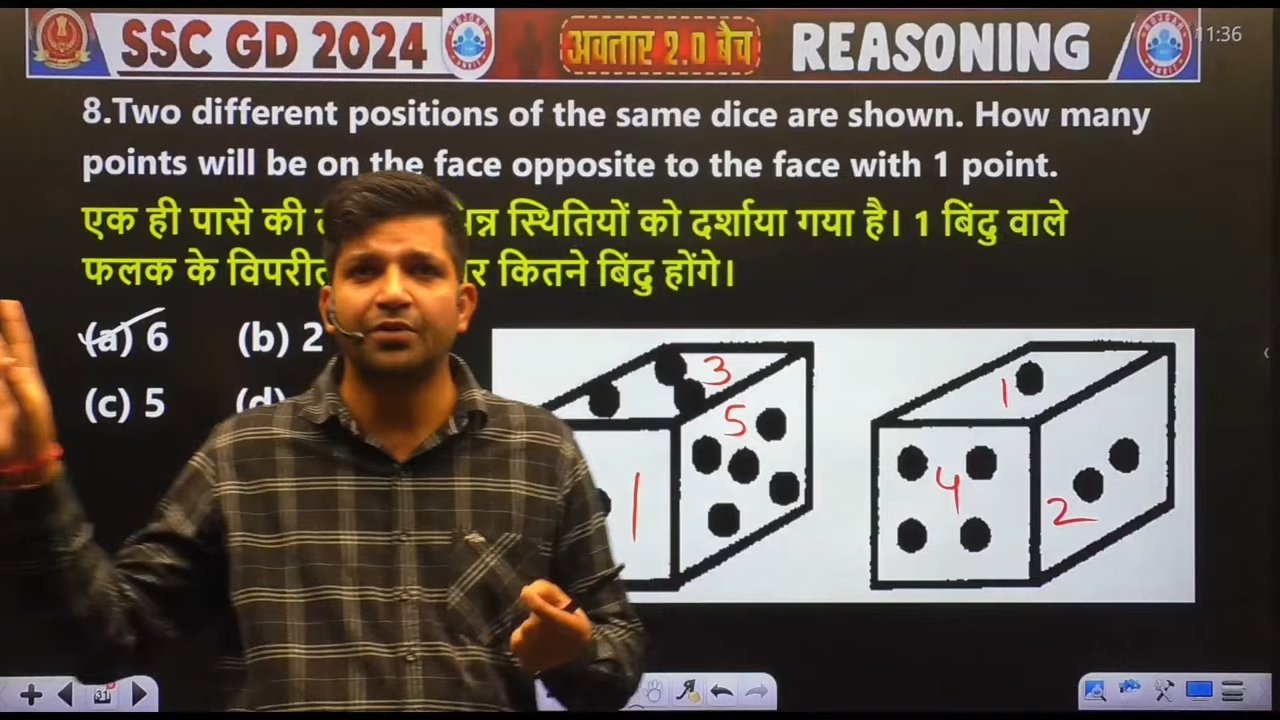 SSC GD 2024
अवतार 2.0 बैच
REASONING
11:36
8.Two different positions of the same dice are shown. How many
points will be on the face opposite to the face with 1 point.
एक ही पासे की स्थितियों को दर्शाया गया है। 1 बिंदु वाले
फलक के कितने बिंदु होंगे।
(a) 6 (b) 2
(c) 5 (d)
3
5
1
1
4
2
31